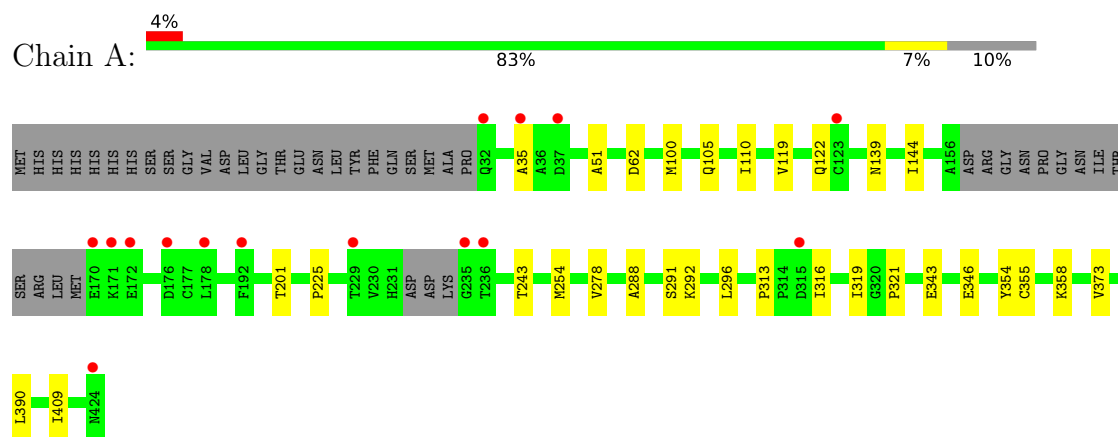 4%
Chain A:
83% 7% 10%
MET HIS HIS HIS HIS HIS HIS SER SER GLY VAL ASP LEU GLY GLY THR GLU ASN LEU TYR PHE GLN SER MET ALA PRO Q32 A35 A36 D37 A51 D62 M100 Q105 I110 V119 Q122 C123 N139 I144 A156 ASP ARG GLY ASN PRO GLY ASN ILE THR
SER ARG LEU MET E170 K171 E172 D176 C177 L178 F192 T201 P225 T229 V230 H231 ASP ASP LYS G235 T236 T243 M254 V278 A288 S291 K292 L296 P313 P314 D315 I316 I319 G320 P321 E343 E346 Y354 C355 K358 V373
L390 I409 N424